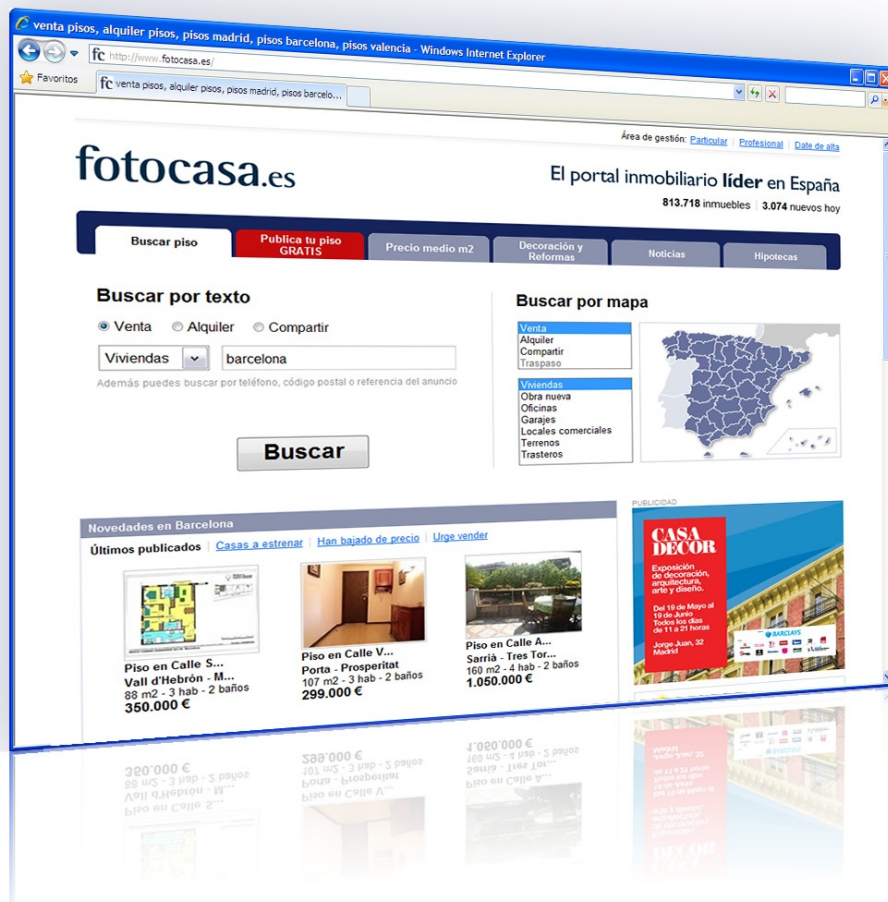 venta pisos, alquiler pisos, pisos madrid, pisos barcelona, pisos valencia - Windows Internet Explorer
fc http://www.fotocasa.es/
Favoritos
fc venta pisos, alquiler pisos, pisos madrid, pisos barcelo...
Área de gestión: Particular | Profesional | Date de alta
fotocasa.es
El portal inmobiliario líder en España
813.718 inmuebles | 3.074 nuevos hoy
Buscar piso
Publica tu piso
GRATIS
Precio medio m2
Decoración y
Reformas
Noticias
Hipotecas
Buscar por texto
Venta Alquiler Compartir
Viviendas barcelona
Además puedes buscar por teléfono, código postal o referencia del anuncio
Buscar
Buscar por mapa
Venta
Alquiler
Compartir
Traspaso
Viviendas
Obra nueva
Oficinas
Garajes
Locales comerciales
Terrenos
Trasteros
Novedades en Barcelona
Últimos publicados | Casas a estrenar | Han bajado de precio | Urge vender
Piso en Calle S...
Vall d'Hebrón - M...
88 m2 - 3 hab - 2 baños
350.000 €
Piso en Calle V...
Porta - Prosperitat
107 m2 - 3 hab - 2 baños
299.000 €
Piso en Calle A...
Sarrià - Tres Tor...
160 m2 - 4 hab - 2 baños
1.050.000 €
PUBLICIDAD
CASA
DECOR
Exposición
de decoración,
arquitectura,
arte y diseño.
Del 19 de Mayo al
19 de Junio
Todos los días
de 11 a 21 horas
Jorge Juan, 32
Madrid
BARCLAYS